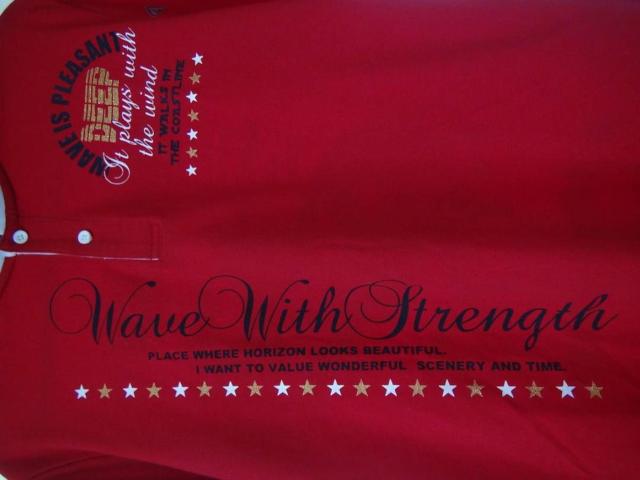 WAVE IS PLEASANT
DEEP
It plays with
the wind
IT WALKS IN
THE COASTLINE
Wave With Strength
PLACE WHERE HORIZON LOOKS BEAUTIFUL.
I WANT TO VALUE WONDERFUL SCENERY AND TIME.